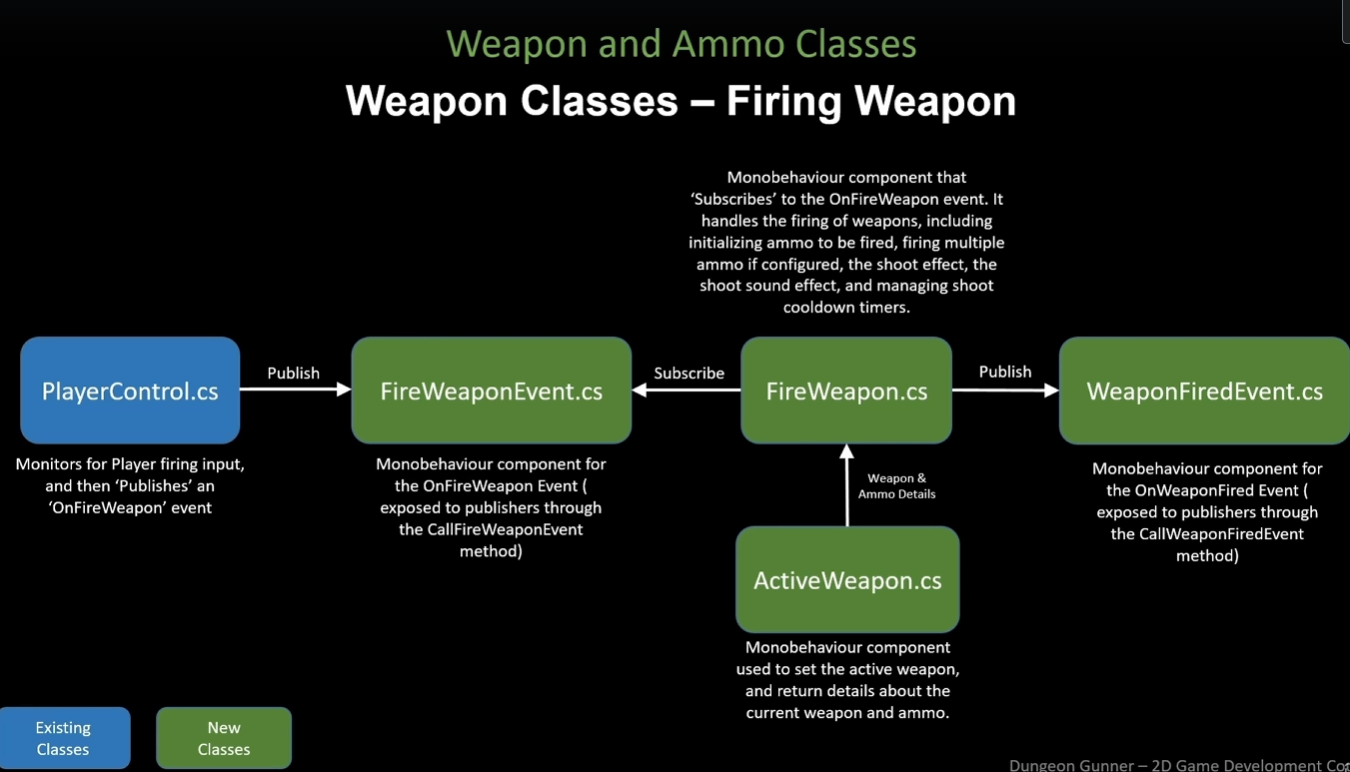 Weapon and Ammo Classes
Weapon Classes – Firing Weapon
Monobehaviour component that
‘Subscribes’ to the OnFireWeapon event. It
handles the firing of weapons, including
initializing ammo to be fired, firing multiple
ammo if configured, the shoot effect, the
shoot sound effect, and managing shoot
cooldown timers.
PlayerControl.cs
Publish
FireWeaponEvent.cs
Subscribe
FireWeapon.cs
Publish
WeaponFiredEvent.cs
Monitors for Player firing input,
and then ‘Publishes’ an
‘OnFireWeapon’ event
Monobehaviour component for
the OnFireWeapon Event (
exposed to publishers through
the CallFireWeaponEvent
method)
Weapon &
Ammo Details
Monobehaviour component for
the OnWeaponFired Event (
exposed to publishers through
the CallWeaponFiredEvent
method)
ActiveWeapon.cs
Monobehaviour component
used to set the active weapon,
and return details about the
current weapon and ammo.
Existing
Classes
New
Classes
Dungeon Gunner – 2D Game Development